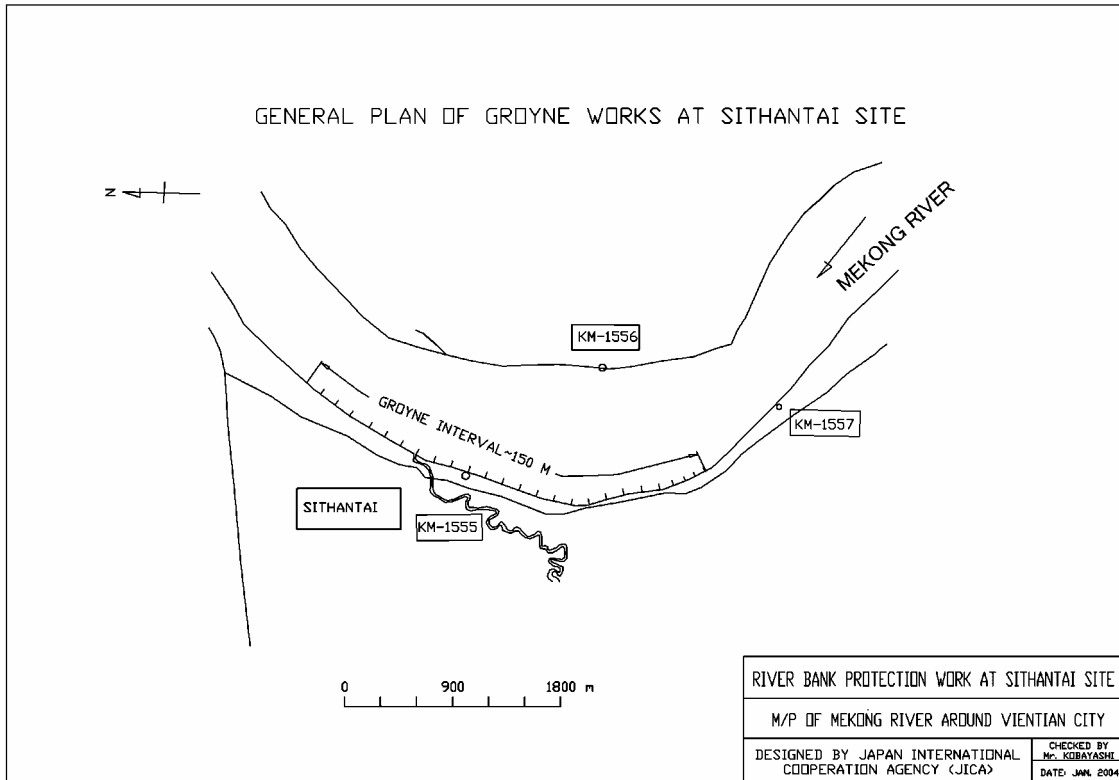 GENERAL PLAN OF GROYNE WORKS AT SITHANTAI SITE
N
MEKONG RIVER
KM-1556
GROYNE INTERVAL~150 M
KM-1557
SITHANTAI
KM-1555
0 900 1800 m
RIVER BANK PROTECTION WORK AT SITHANTAI SITE
M/P OF MEKONG RIVER AROUND VIENTIAN CITY
DESIGNED BY JAPAN INTERNATIONAL
COOPERATION AGENCY (JICA)
CHECKED BY
Mr. KOBAYASHI
DATE: JAN. 2004